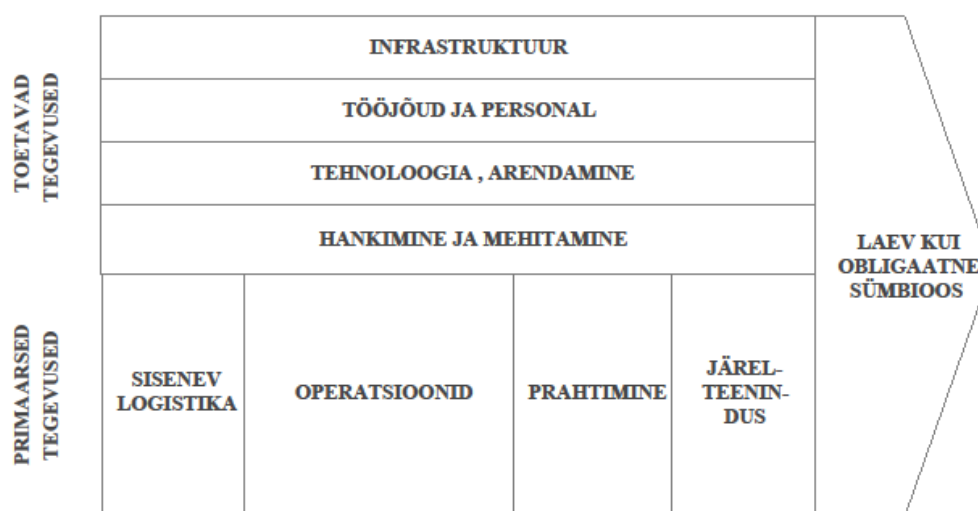 TOETAVAD
TEGEVUSED
INFRASTRUKTUUR
TÖÖJÕUD JA PERSONAL
TEHNOLOOGIA , ARENDAMINE
HANKIMINE JA MEHITAMINE
LAEV KUI
OBLIGAATNE
SÜMBIOOS
PRIMAARSED
TEGEVUSED
SISENEV
LOGISTIKA
OPERATSIOONID
PRAHTIMINE
JÄREL-
TEENIN-
DUS